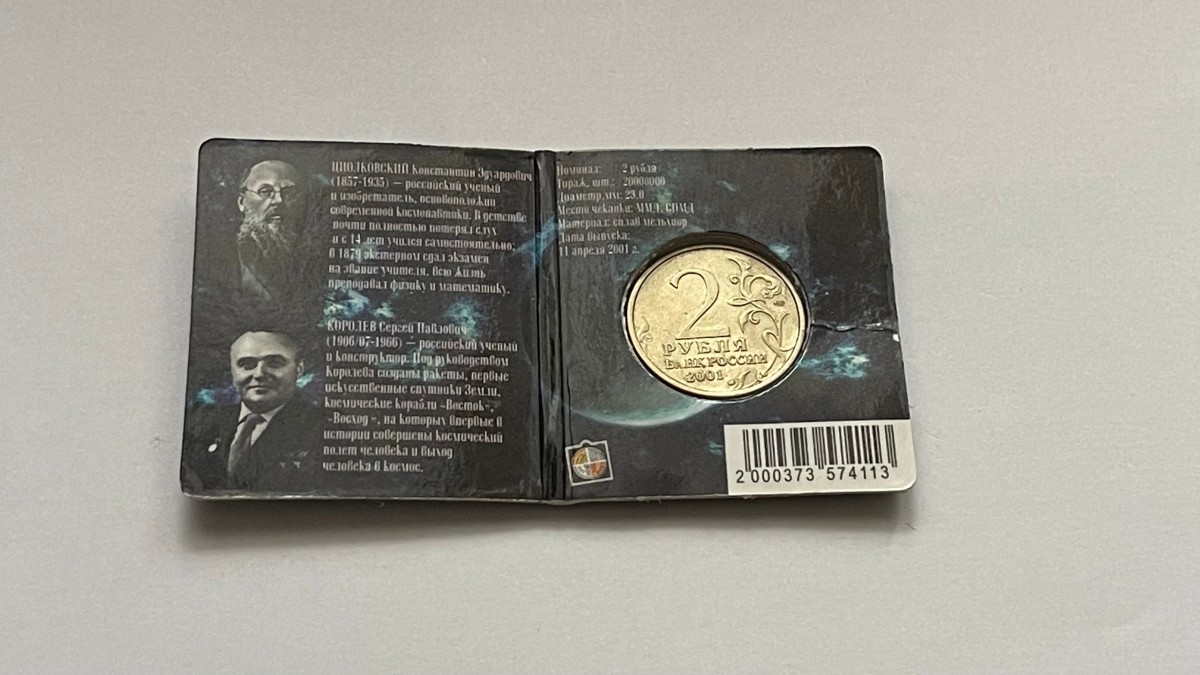 ЦИОЛКОВСКИЙ Константин Эдуардович
(1857-1935) — российский ученый
и изобретатель, основоположн
современной космонавтики. В детстве
почти полностью потерял слух
и с 14 лет учился самостоятельно;
в 1879 экстерном сдал экзамен
на звание учителя, всю жизнь
преподавал физику и математику.
КОРОЛЕВ Сергей Павлович
(1906/07-1966) — российский ученый
и конструктор. Под руководством
Королева созданы ракеты, первые
искусственные спутники Земли,
космические корабли «Восток»,
«Восход», на которых впервые в
истории совершены космический
полет человека и выход
человека в космос.
Номинал: 2 рубля
Тираж, шт.: 20000000
Диаметр, мм: 23.0
Место чеканки: ММД, СПМД
Материал: сплав мельхиор
Дата выпуска:
11 апреля 2001 г.
2
РУБЛЯ
БАНК РОССИИ
2001
2 000373 574113